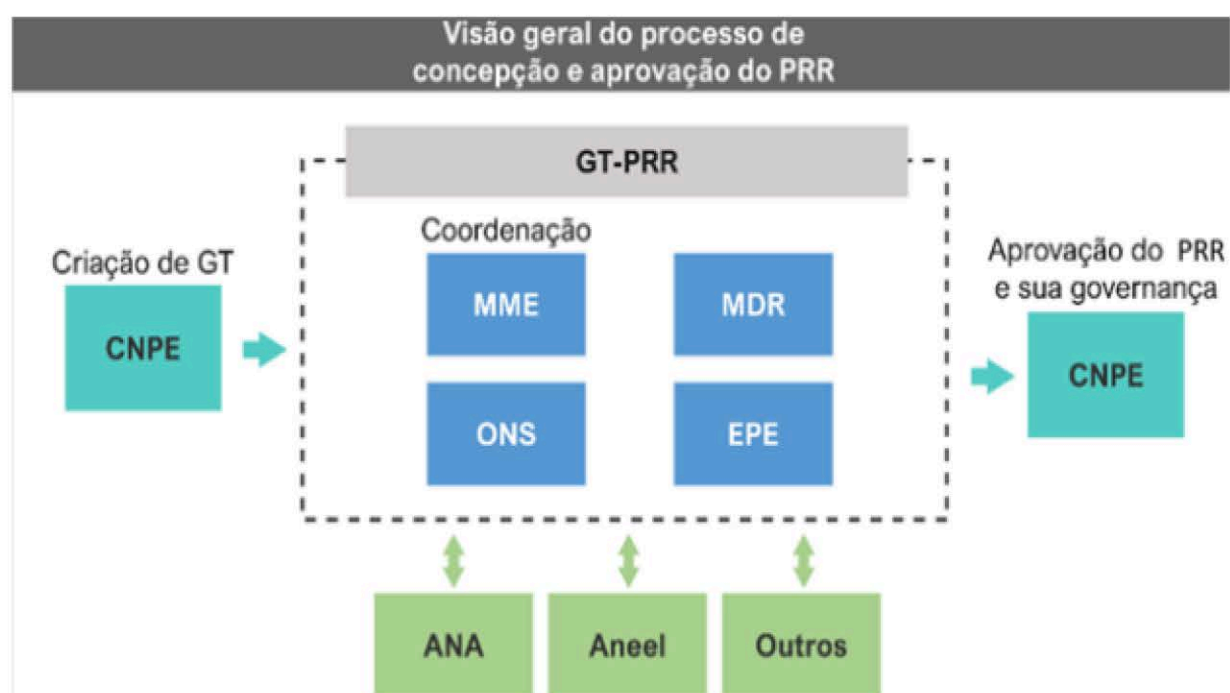 Visão geral do processo de
concepção e aprovação do PRR
GT-PRR
Criação de GT
CNPE
Coordenação
MME
MDR
ONS
EPE
Aprovação do PRR
e sua governança
CNPE
ANA
Aneel
Outros